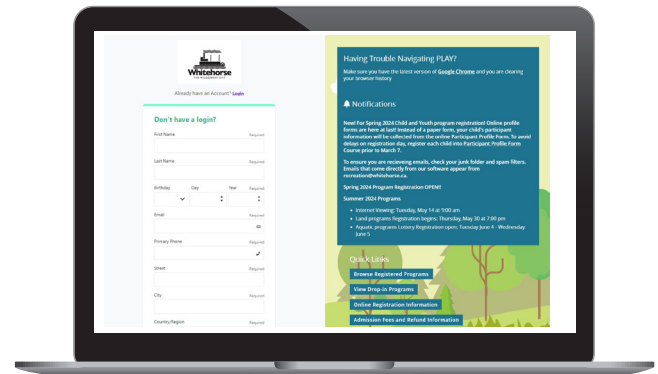 Whitehorse
THE WILDERNESS CITY
Already have an Account? Login
Don't have a login?
First Name Required
Last Name Required
Birthday Day Year Required
Email Required
Primary Phone Required
Street Required
City Required
Country/Region Required
Having Trouble Navigating PLAY?
Make sure you have the latest version of Google Chrome and you are clearing
your browser history
Notifications
New! For Spring 2024 Child and Youth program registration! Online profile
forms are here at last! Instead of a paper form, your child's participant
information will be collected from the online Participant Profile Form. To avoid
delays on registration day, register each child into Participant Profile Form
Course prior to March 7.
To ensure you are recieveing emails, check your junk folder and spam filters.
Emails that come directly from our software appear from
recreation@whitehorse.ca.
Spring 2024 Program Registration OPEN!!
Summer 2024 Programs
• Internet Viewing: Tuesday, May 14 at 9:00 am
• Land programs Registration begins: Thursday, May 30 at 7:00 pm
• Aquatic programs Lottery Registration open: Tuesday June 4 - Wednesday
June 5
Quick Links
Browse Registered Programs
View Drop-in Programs
Online Registration Information
Admission Fees and Refund Information